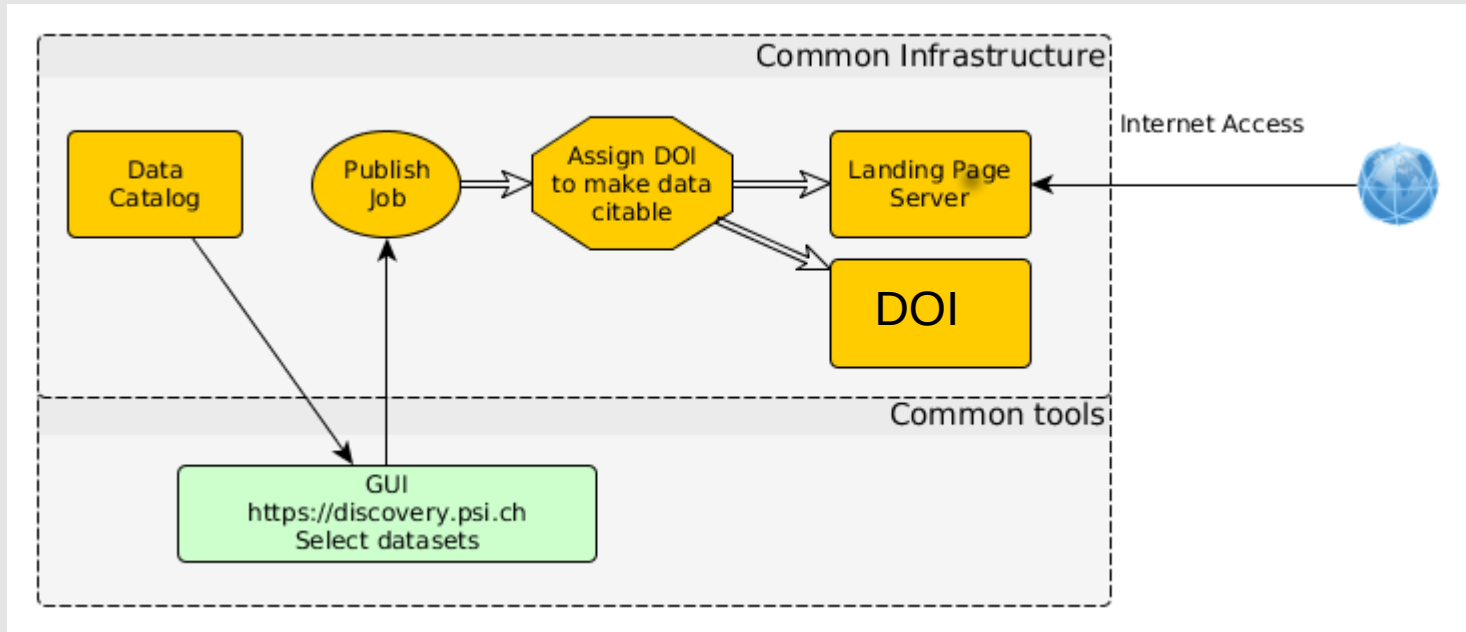 Common Infrastructure
Internet Access
Data
Catalog
Publish
Job
Assign DOI
to make data
citable
Landing Page
Server
DOI
Common tools
GUI
https://discovery.psi.ch
Select datasets